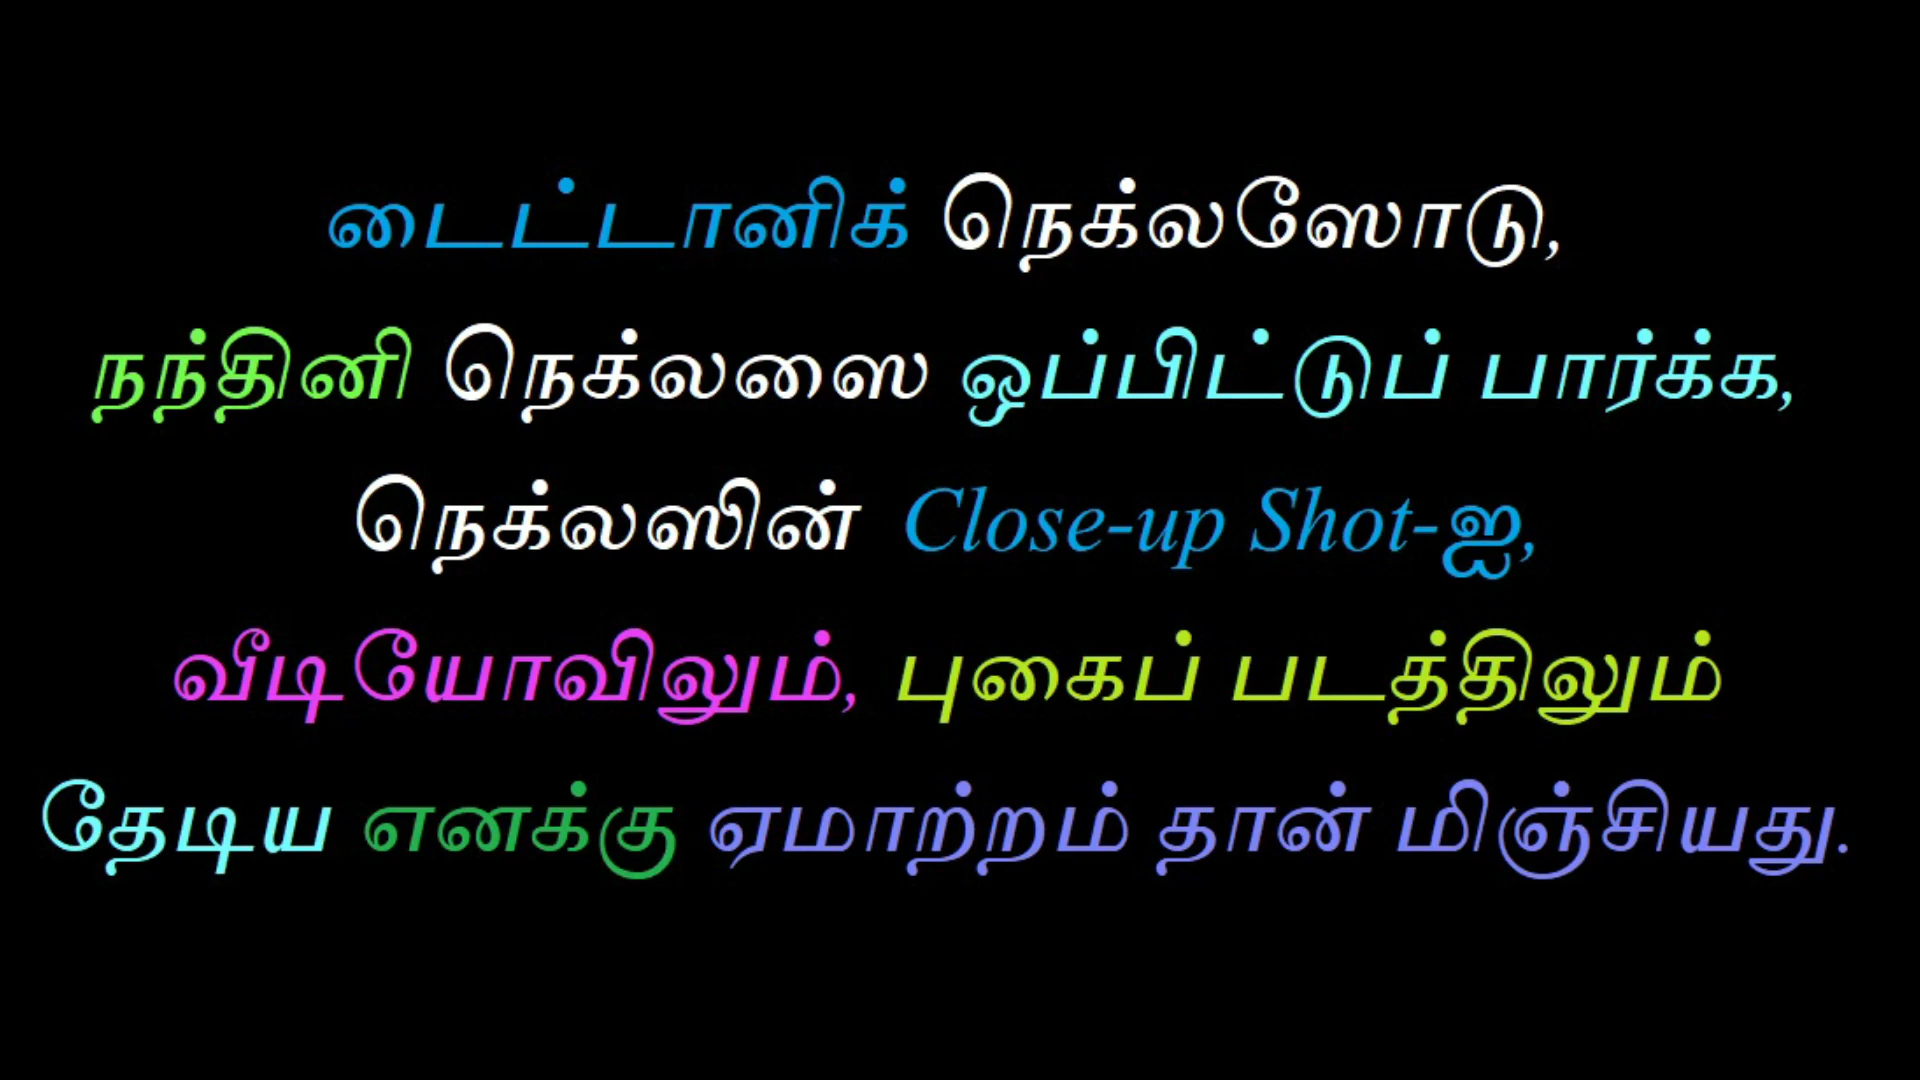 டைட்டானிக் நெக்லஸோடு,
நந்தினி நெக்லஸை ஒப்பிட்டுப் பார்க்க,
நெக்லஸின் Close-up Shot-ஐ,
வீடியோவிலும், புகைப் படத்திலும்
தேடிய எனக்கு ஏமாற்றம் தான் மிஞ்சியது.